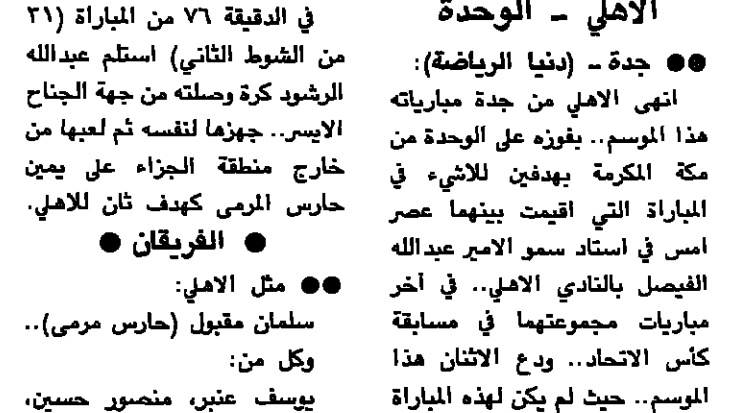 الأهلي - الوحدة
●● جدة - (دنيا الرياضة):
انهى الاهلي من جدة مبارياته
هذا الموسم.. بفوزه على الوحدة من
مكة المكرمة بهدفين للاشيء في
المباراة التي اقيمت بينهما عصر
امس في استاد سمو الامير عبدالله
الفيصل بالنادي الاهلي.. في آخر
مباريات مجموعتهما في مسابقة
كأس الاتحاد.. ودع الاثنان هذا
الموسم.. حيث لم يكن لهذه المباراة
في الدقيقة ٧٦ من المباراة (٣١
من الشوط الثاني) استلم عبدالله
الرشود كرة وصلته من جهة الجناح
الايسر.. جهزها لنفسه ثم لعبها من
خارج منطقة الجزاء على يمين
حارس المرمى كهدف ثان للاهلي.
● الفريقان ●
●● مثل الاهلي:
سلمان مقبول (حارس مرمى)..
وكل من:
يوسف عنبر، منصور حسين،